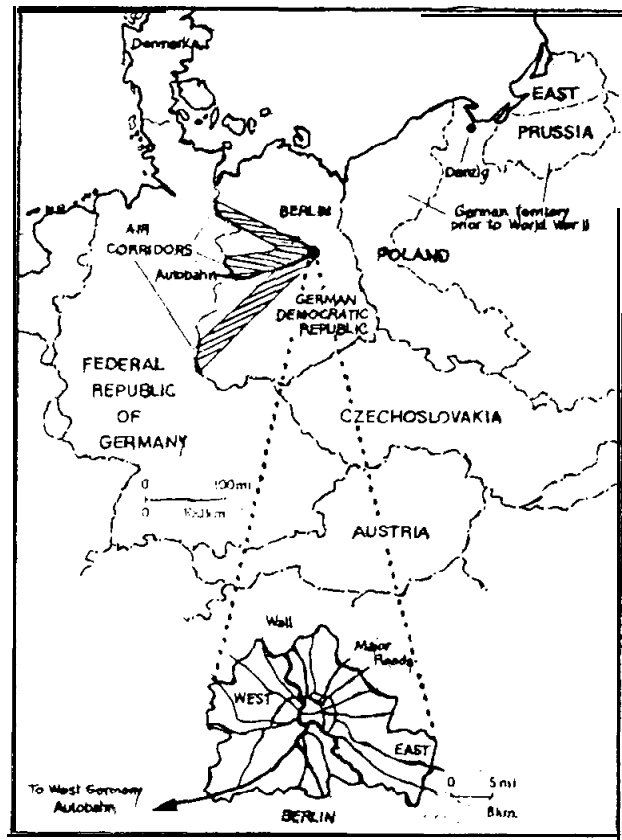 Denmark
EAST
PRUSSIA
Danzig
German territory
prior to World War II
BERLIN
AIR
CORRIDORS
Autobahn
POLAND
GERMAN
DEMOCRATIC
REPUBLIC
FEDERAL
REPUBLIC
OF
GERMANY
CZECHOSLOVAKIA
0 100mi
0
AUSTRIA
Wall
Major
Roads
WEST
EAST
0 5mi
8km
To West Germany
Autobahn
BERLIN